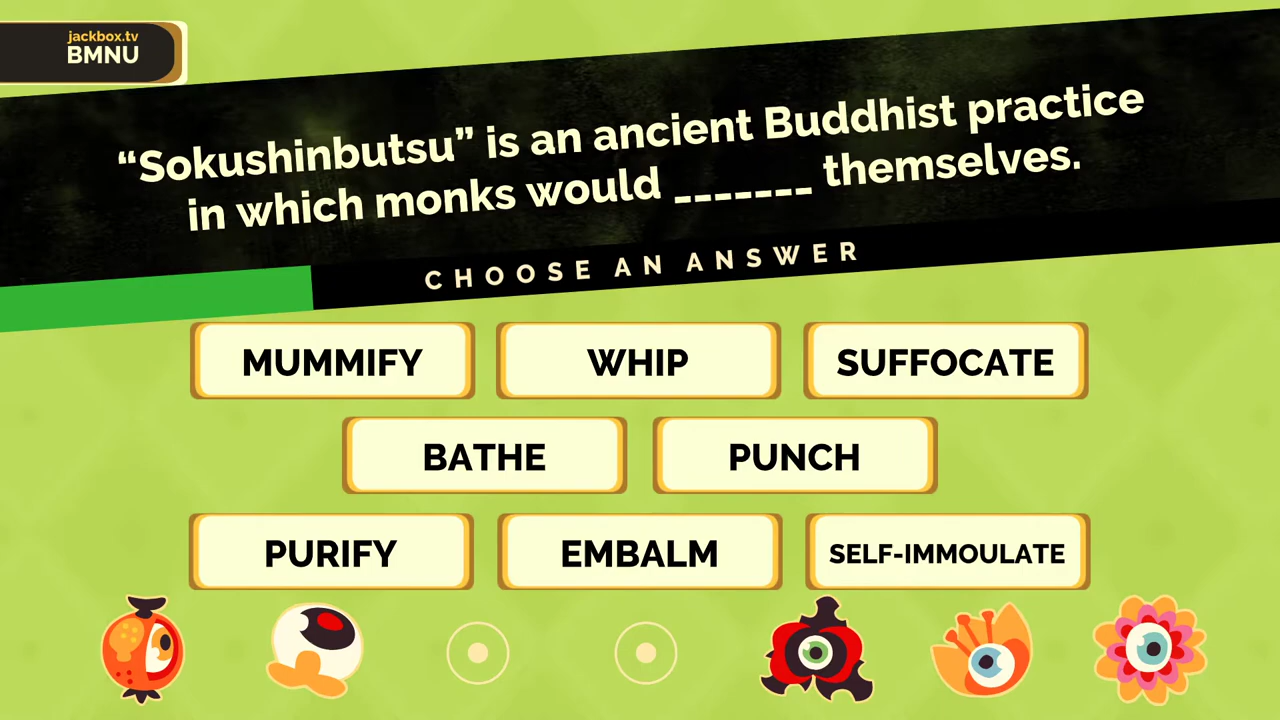 jackbox.tv
BMNU
“Sokushinbutsu” is an ancient Buddhist practice
in which monks would _______ themselves.
CHOOSE AN ANSWER
MUMMIFY
WHIP
SUFFOCATE
BATHE
PUNCH
PURIFY
EMBALM
SELF-IMMOULATE